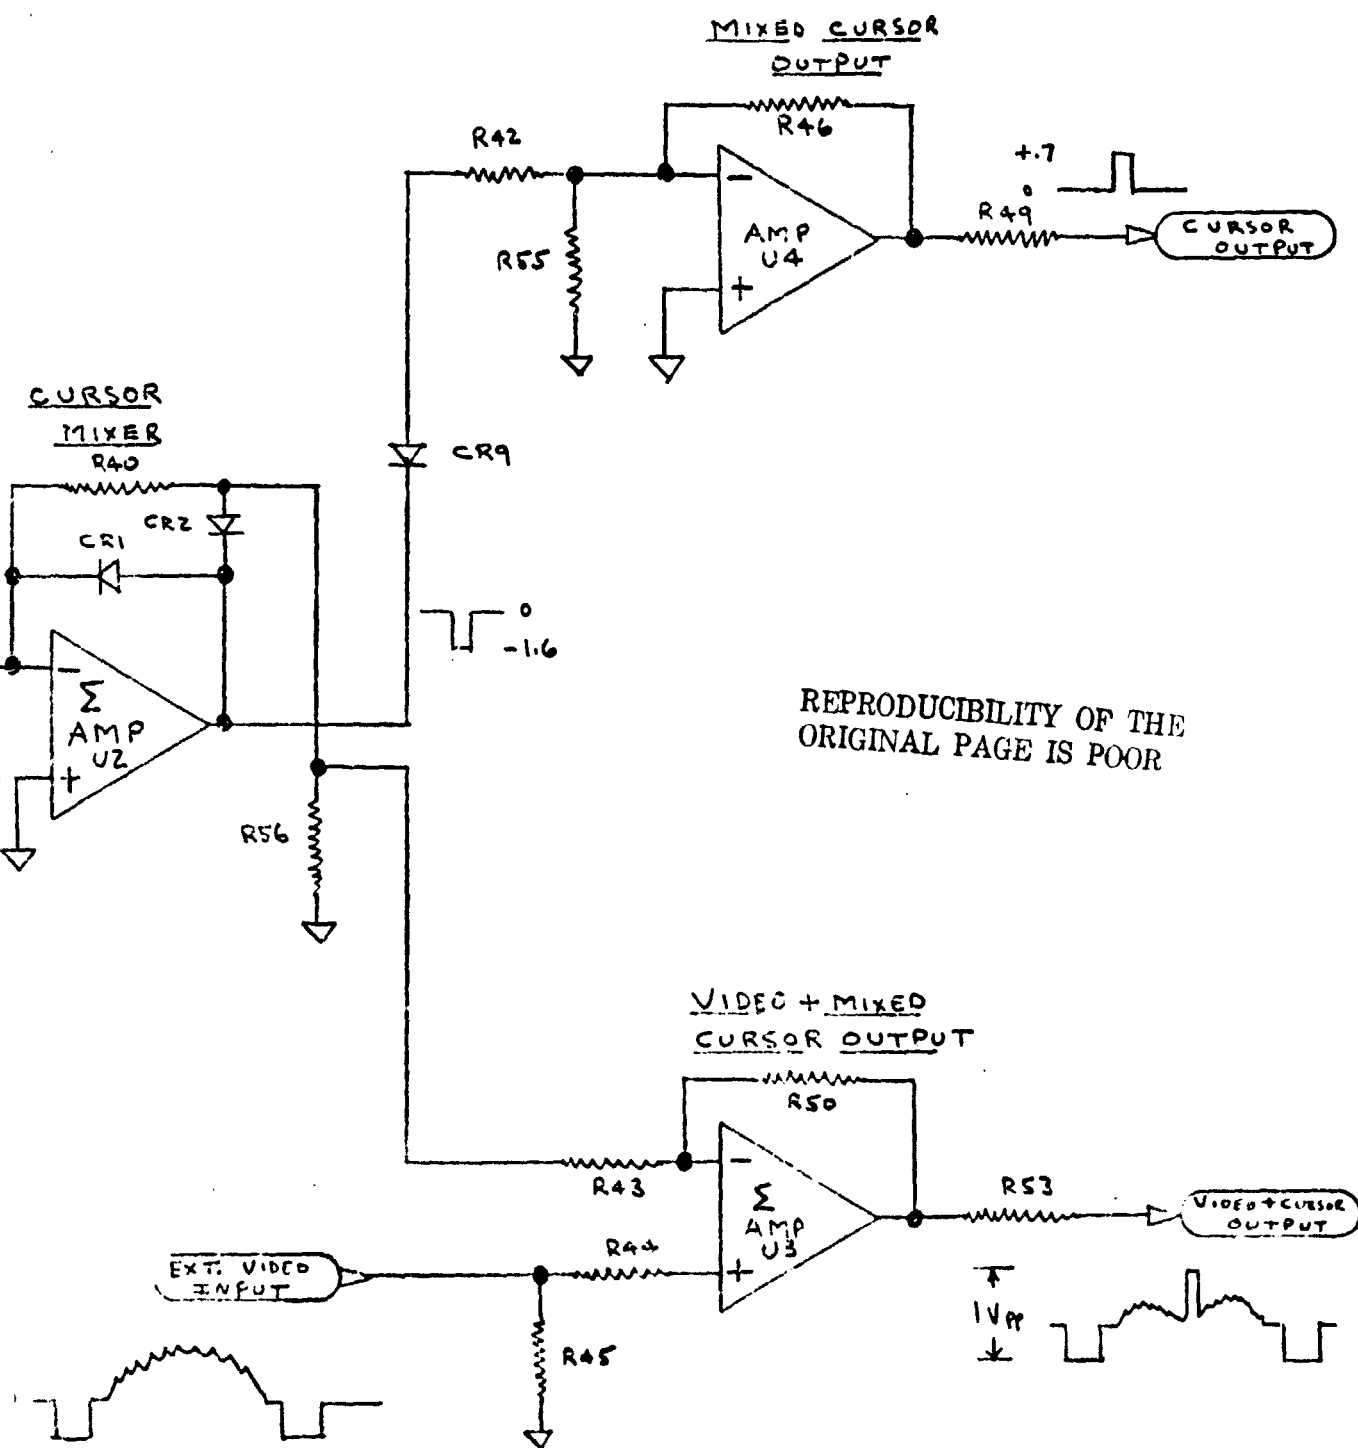 MIXED CURSOR
OUTPUT
R46
R42
+.7
0
R49
CURSOR
OUTPUT
R55
-
AMP
U4
+
CURSOR
MIXER
R40
CR9
CR2
CR1
0
-1.6
-
Σ
AMP
U2
+
REPRODUCIBILITY OF THE
ORIGINAL PAGE IS POOR
R56
VIDEO + MIXED
CURSOR OUTPUT
R50
-
R43
Σ
AMP
U3
+
R53
VIDEO + CURSOR
OUTPUT
R44
EXT. VIDEO
INPUT
1Vpp
R45